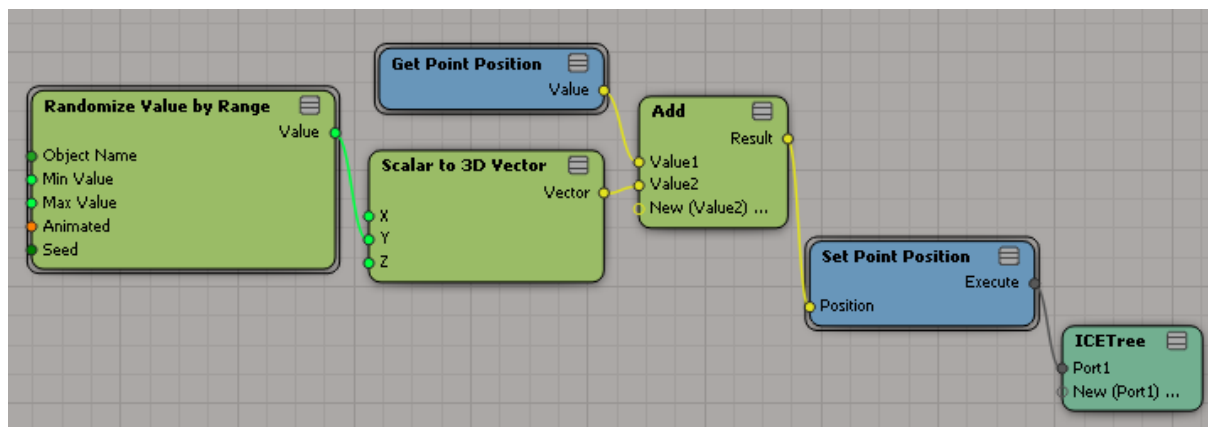 Randomize Value by Range
Value
Object Name
Min Value
Max Value
Animated
Seed
Get Point Position
Value
Scalar to 3D Vector
Vector
X
Y
Z
Add
Result
Value1
Value2
New (Value2) ...
Set Point Position
Execute
Position
ICETree
Port1
New (Port1) ...